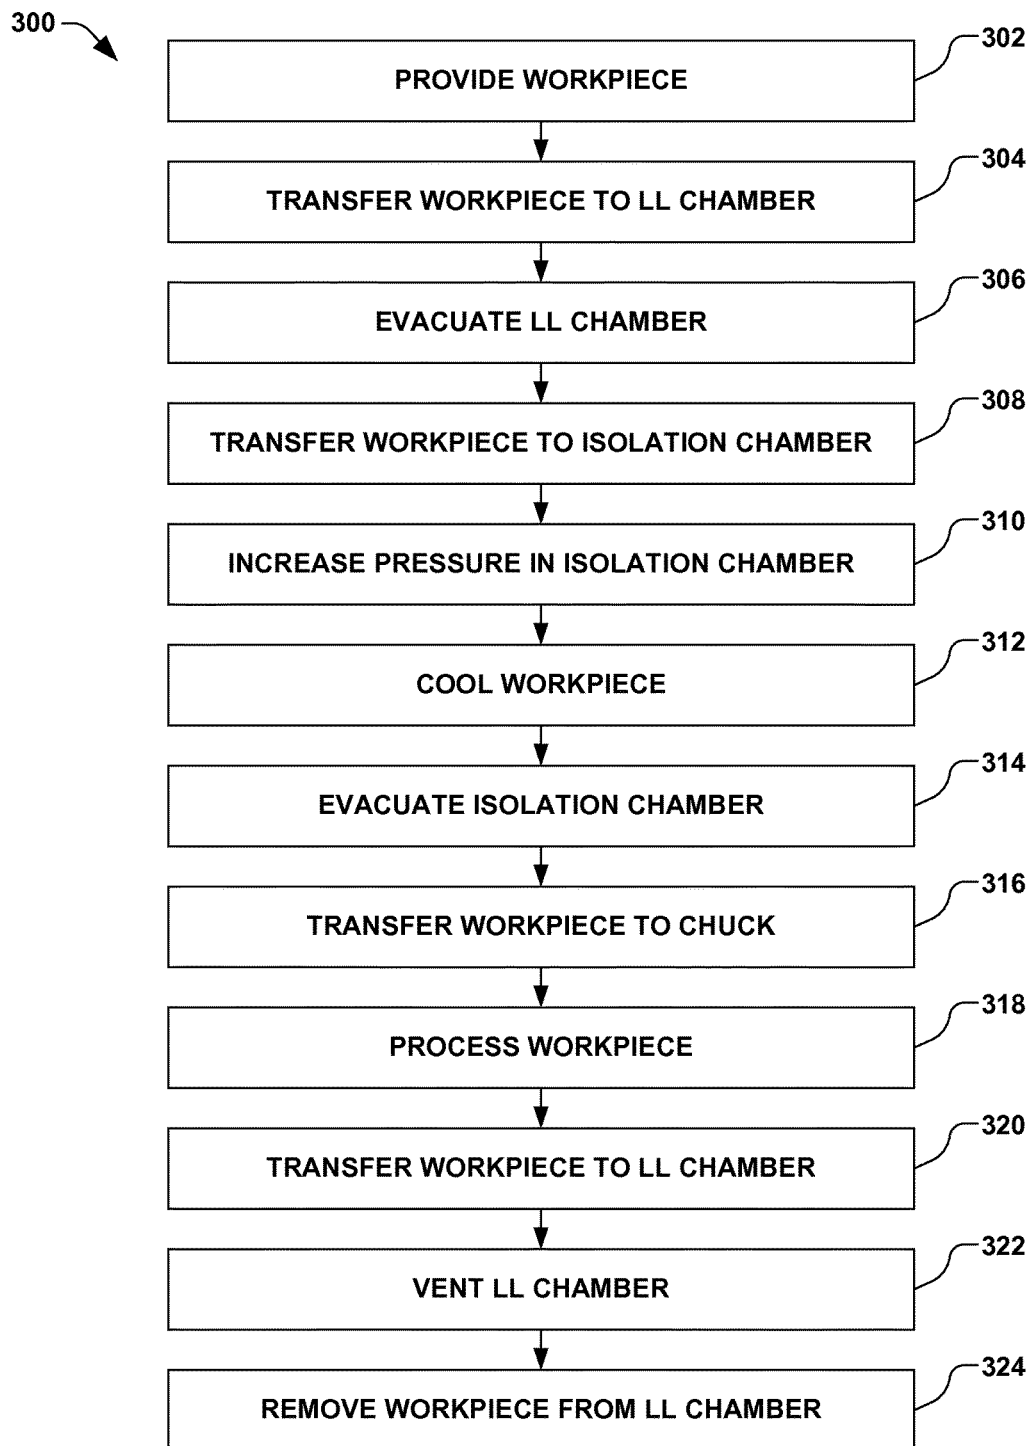 300
302
PROVIDE WORKPIECE
304
TRANSFER WORKPIECE TO LL CHAMBER
306
EVACUATE LL CHAMBER
308
TRANSFER WORKPIECE TO ISOLATION CHAMBER
310
INCREASE PRESSURE IN ISOLATION CHAMBER
312
COOL WORKPIECE
314
EVACUATE ISOLATION CHAMBER
316
TRANSFER WORKPIECE TO CHUCK
318
PROCESS WORKPIECE
320
TRANSFER WORKPIECE TO LL CHAMBER
322
VENT LL CHAMBER
324
REMOVE WORKPIECE FROM LL CHAMBER